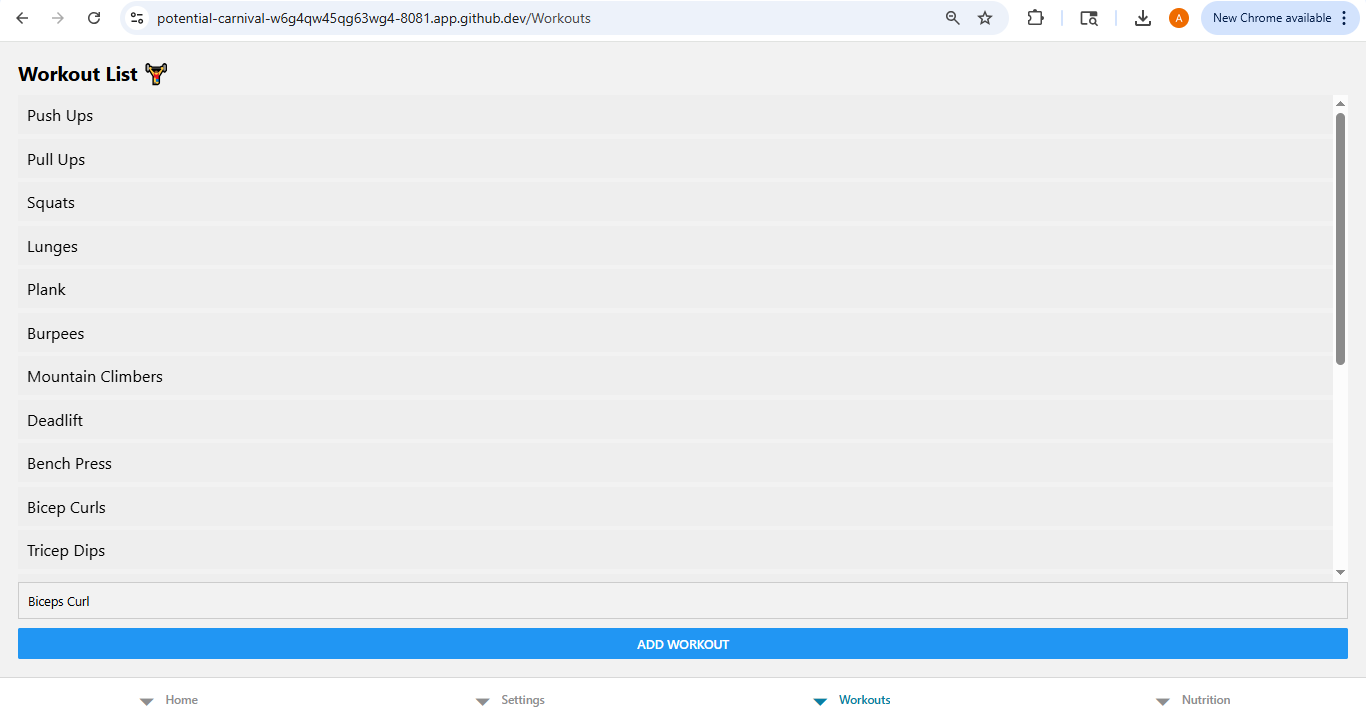 potential-carnival-w6g4qw45qg63wg4-8081.app.github.dev/Workouts
A
New Chrome available
Workout List
Push Ups
Pull Ups
Squats
Lunges
Plank
Burpees
Mountain Climbers
Deadlift
Bench Press
Bicep Curls
Tricep Dips
Biceps Curl
ADD WORKOUT
Home
Settings
Workouts
Nutrition